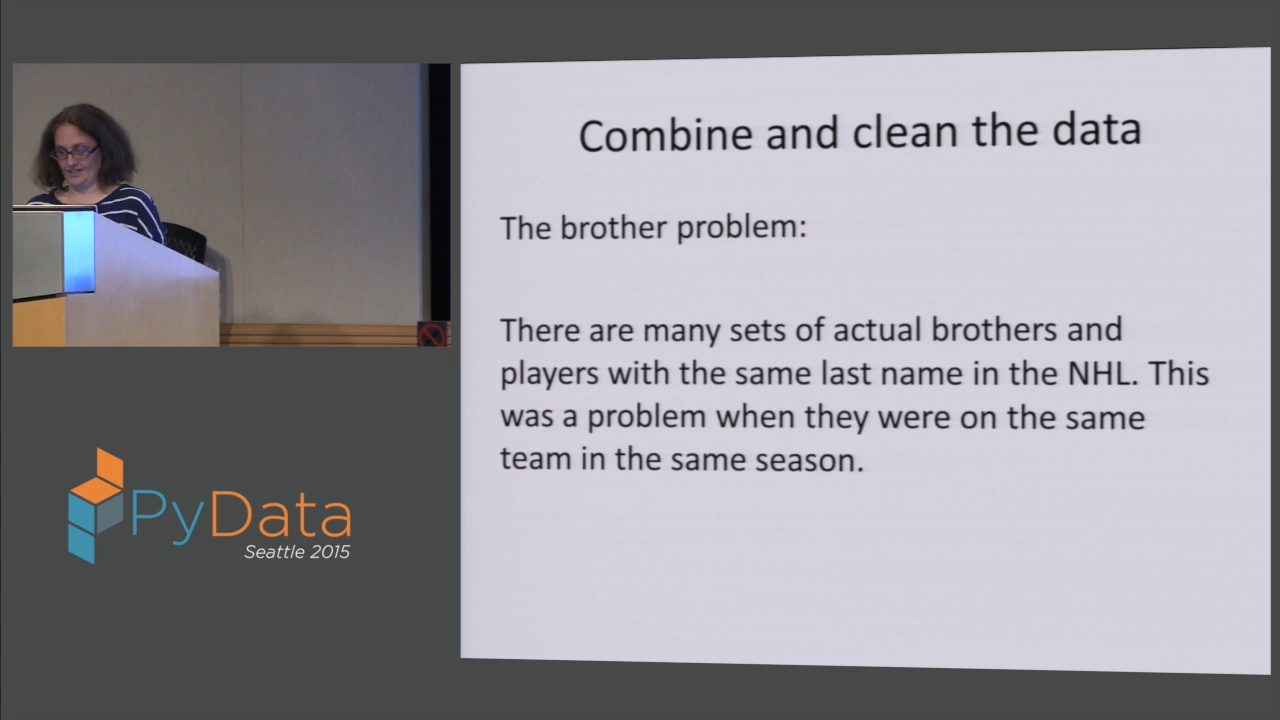 Combine and clean the data
The brother problem:
There are many sets of actual brothers and
players with the same last name in the NHL. This
was a problem when they were on the same
team in the same season.
PyData
Seattle 2015